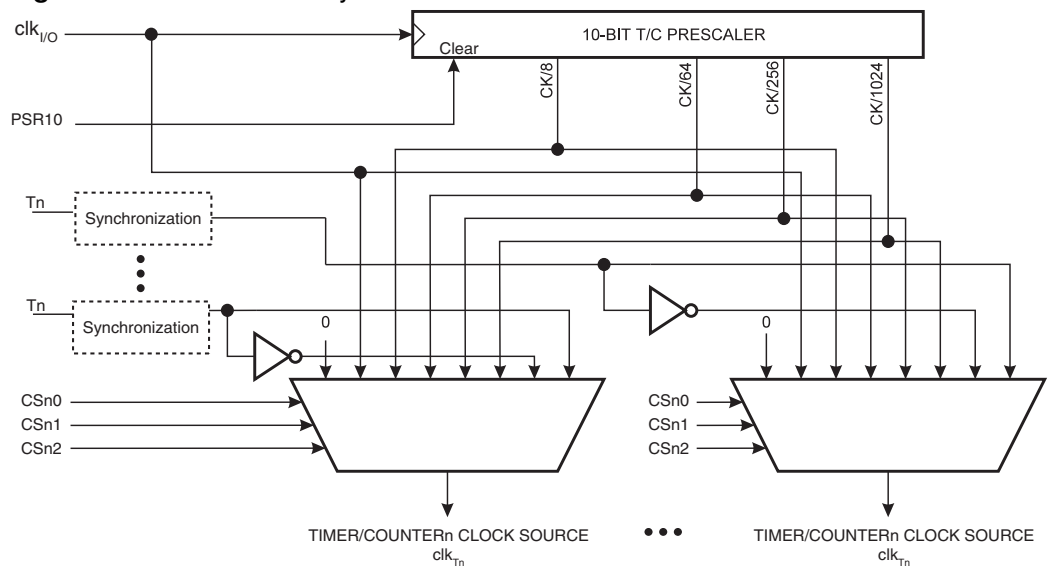 clkI/O
10-BIT T/C PRESCALER
Clear
CK/8
CK/64
CK/256
CK/1024
PSR10
Tn
Synchronization
Tn
Synchronization
0
0
CSn0
CSn1
CSn2
CSn0
CSn1
CSn2
TIMER/COUNTERn CLOCK SOURCE
clkTn
TIMER/COUNTERn CLOCK SOURCE
clkTn